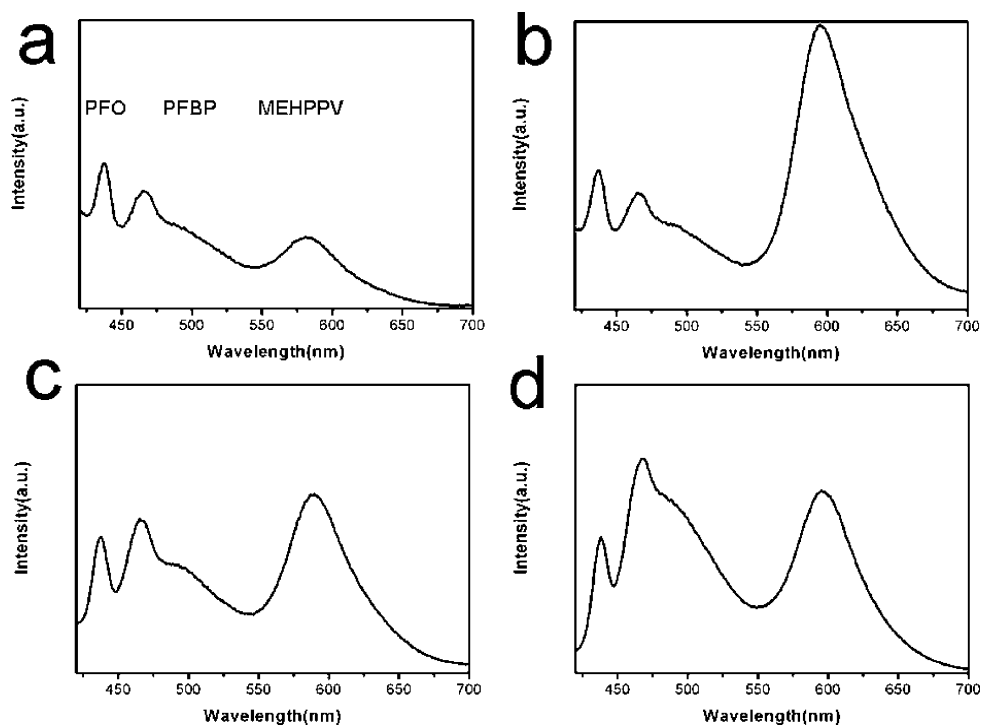 a
PFO PFBP MEHPPV
Intensity(a.u.)
450 500 550 600 650 700
Wavelength(nm)
b
Intensity(a.u.)
450 500 550 600 650 700
Wavelength(nm)
c
Intensity(a.u.)
450 500 550 600 650 700
Wavelength(nm)
d
Intensity(a.u.)
450 500 550 600 650 700
Wavelength(nm)